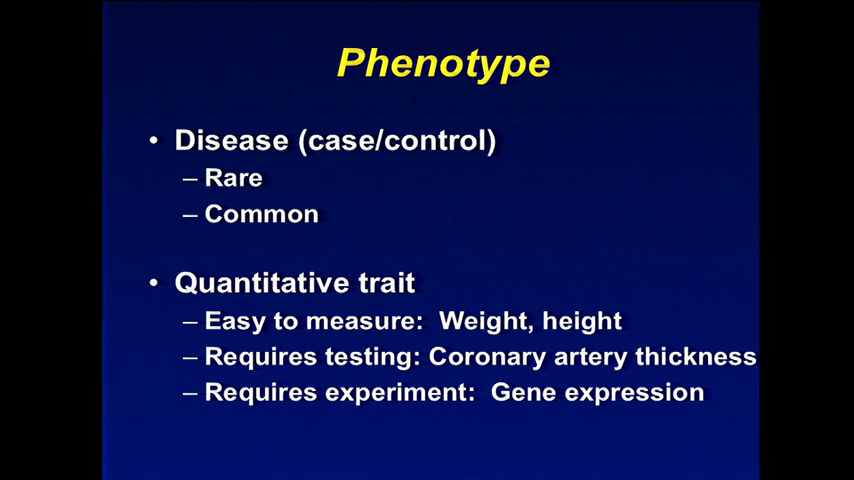 Phenotype
• Disease (case/control)
– Rare
– Common
• Quantitative trait
– Easy to measure:  Weight, height
– Requires testing: Coronary artery thickness
– Requires experiment:  Gene expression